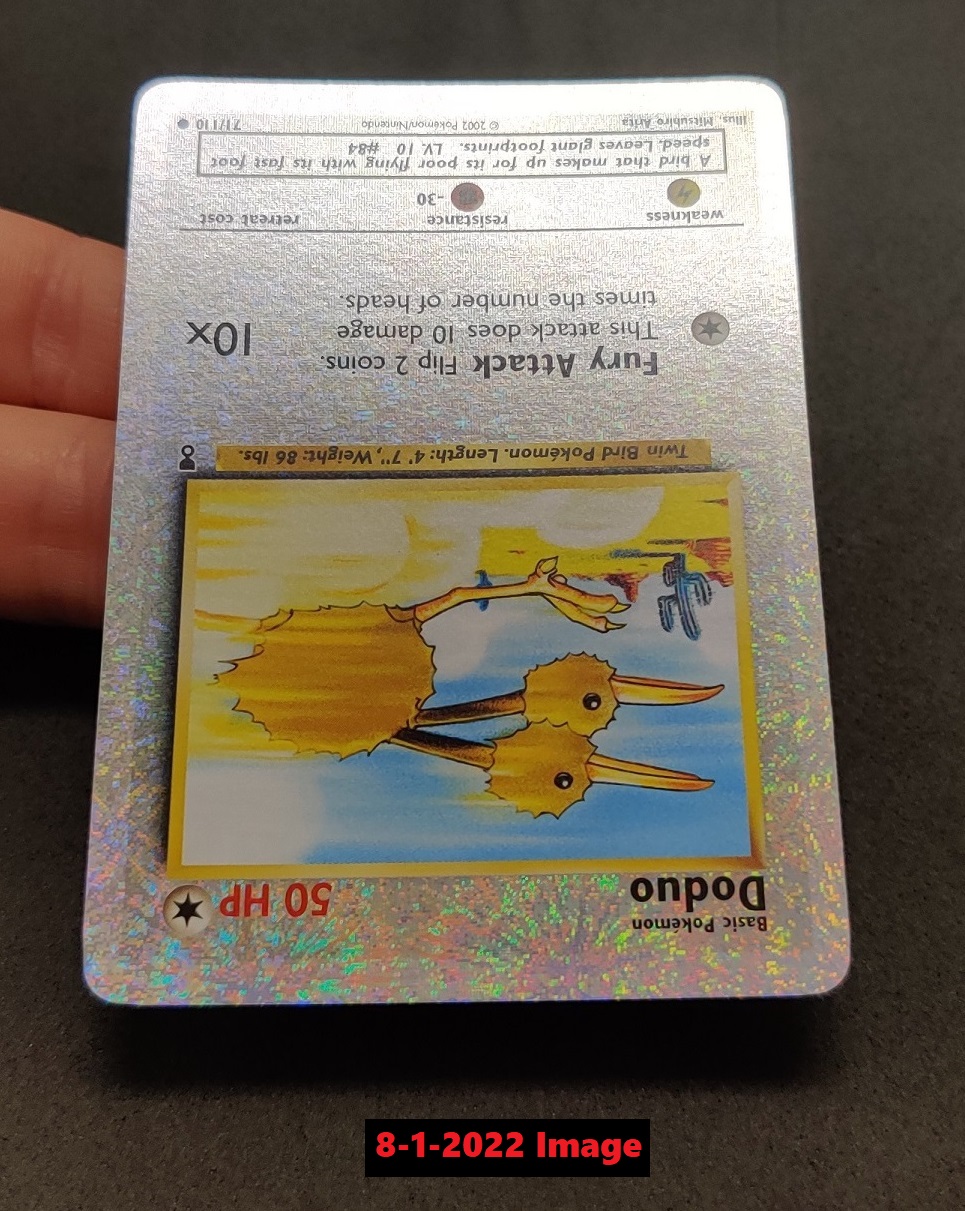 Basic Pokémon
Doduo
50 HP
Twin Bird Pokémon. Length: 4' 7", Weight: 86 lbs.
Fury Attack Flip 2 coins.
This attack does 10 damage
times the number of heads.
10x
weakness
resistance
retreat cost
-30
A bird that makes up for its poor flying with its fast foot
speed. Leaves giant footprints. LV. 10 #84
Illus. Mitsuhiro Arita
© 2002 Pokémon/Nintendo
71/110
8-1-2022 Image